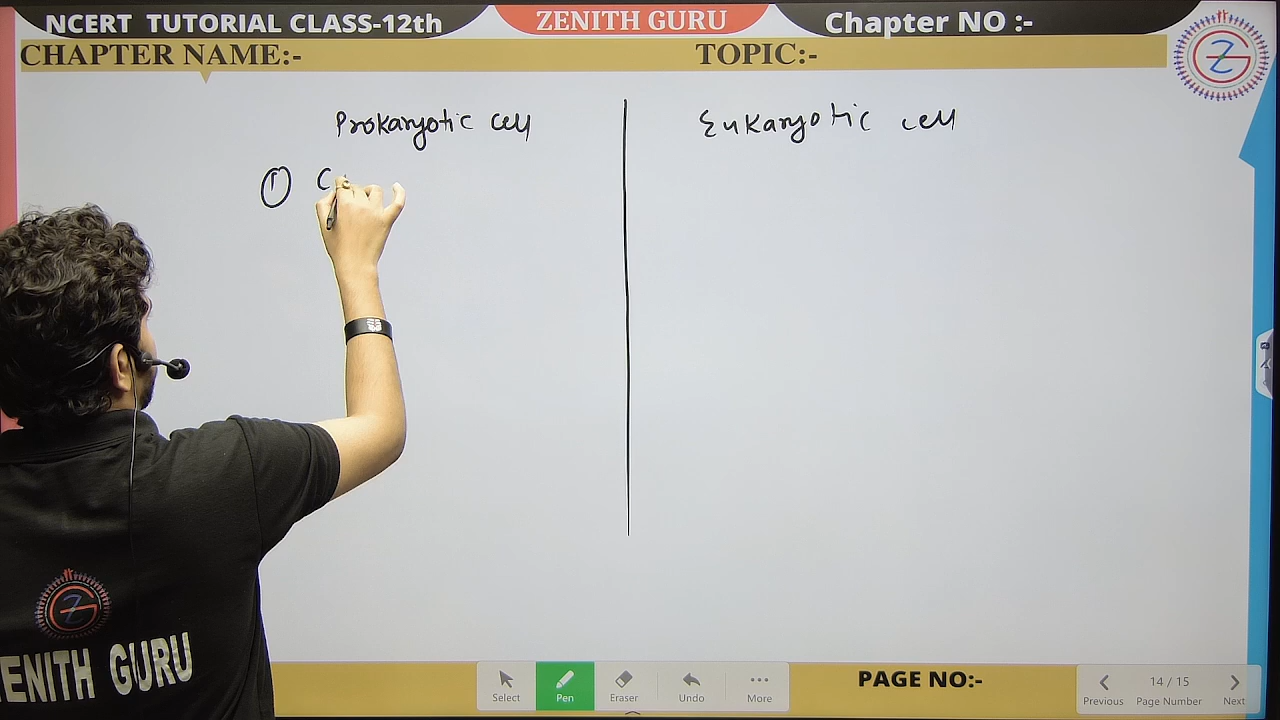 NCERT TUTORIAL CLASS-12th
ZENITH GURU
Chapter NO :-
CHAPTER NAME:-
TOPIC:-
Prokaryotic cell
Eukaryotic cell
① C
ZENITH GURU
Select
Pen
Eraser
Undo
More
PAGE NO:-
Previous
14 / 15
Page Number
Next